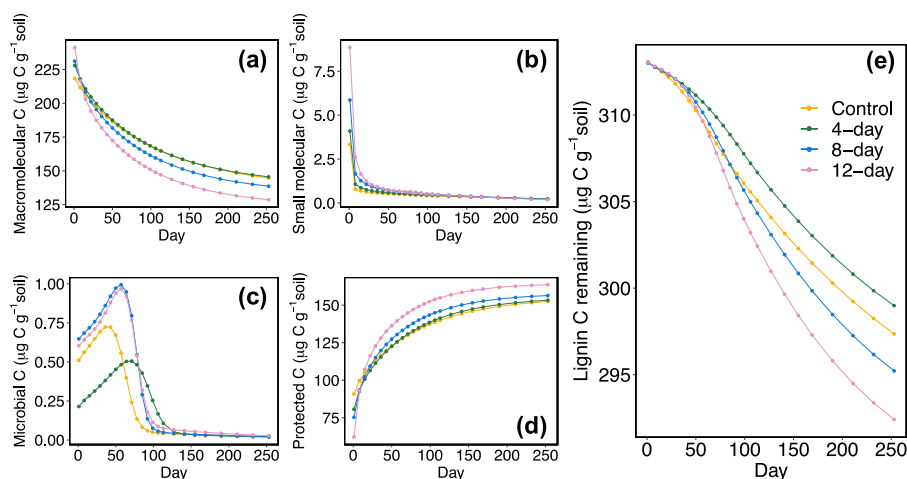 (a)
Macromolecular C (μg C g⁻¹soil)
225
200
175
150
125
0 50 100 150 200 250
Day
(b)
Small molecular C (μg C g⁻¹soil)
7.5
5.0
2.5
0.0
0 50 100 150 200 250
Day
(c)
Microbial C (μg C g⁻¹soil)
1.00
0.75
0.50
0.25
0.00
0 50 100 150 200 250
Day
(d)
Protected C (μg C g⁻¹soil)
150
125
100
75
0 50 100 150 200 250
Day
(e)
Lignin C remaining (μg C g⁻¹soil)
310
305
300
295
0 50 100 150 200 250
Day
Control
4−day
8−day
12−day